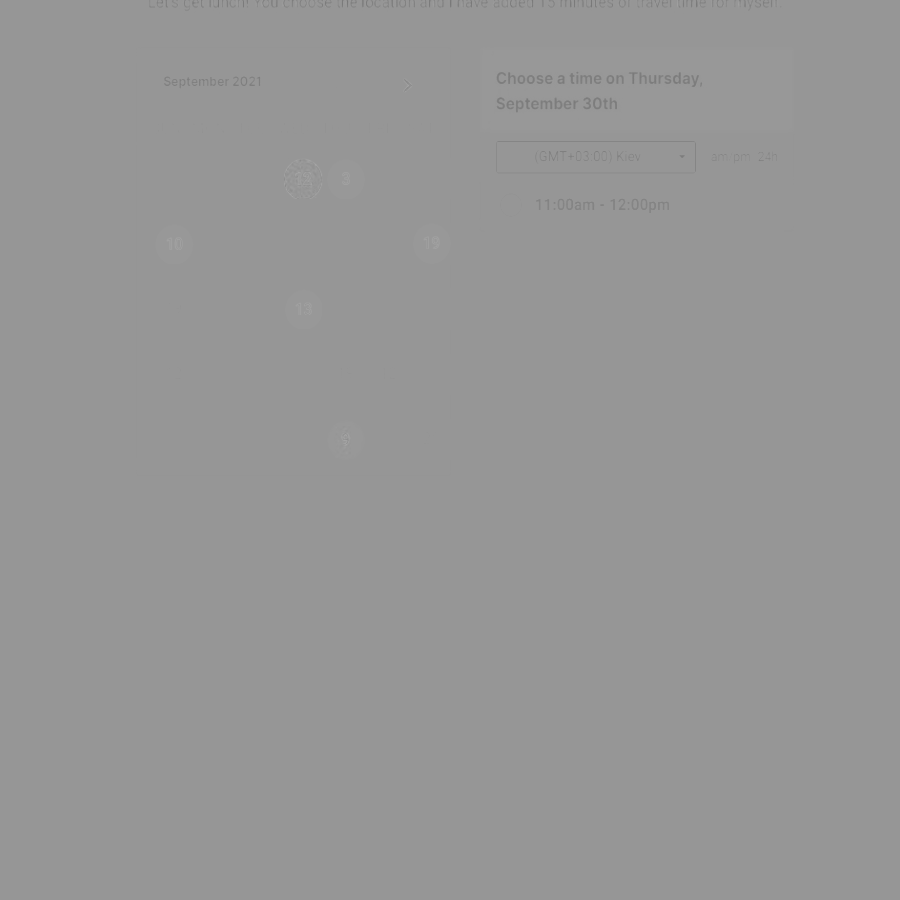 Let's get lunch! You choose the location and I have added 15 minutes of travel time for myself.
September 2021
Choose a time on Thursday,
September 30th
(GMT+03:00) Kiev
am/pm 24h
3
11:00am - 12:00pm
10
19
13